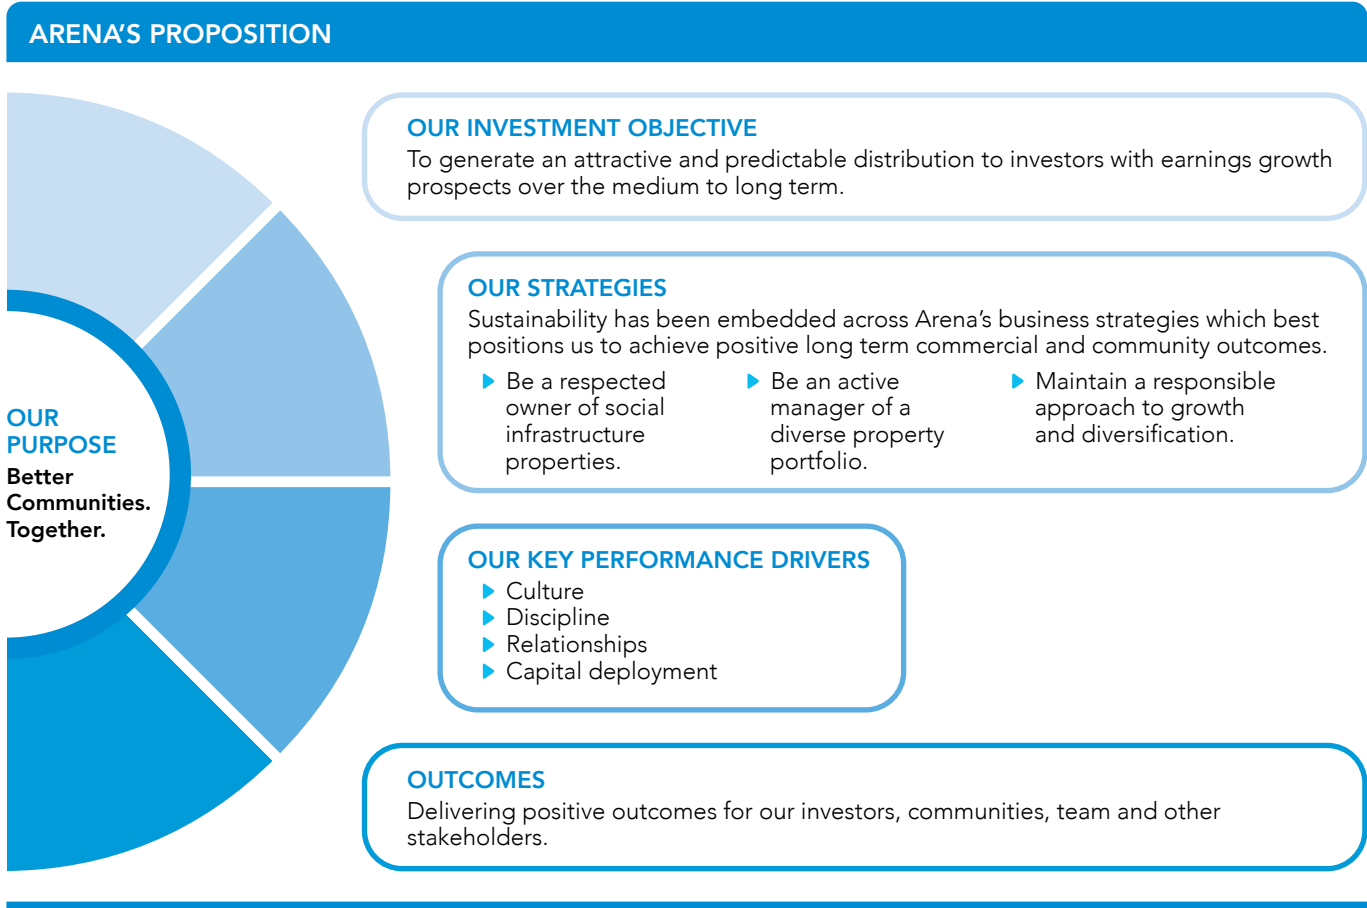 ARENA’S PROPOSITION
OUR
PURPOSE
Better
Communities.
Together.
OUR INVESTMENT OBJECTIVE
To generate an attractive and predictable distribution to investors with earnings growth
prospects over the medium to long term.
OUR STRATEGIES
Sustainability has been embedded across Arena’s business strategies which best
positions us to achieve positive long term commercial and community outcomes.
Be a respected
owner of social
infrastructure
properties.
Be an active
manager of a
diverse property
portfolio.
Maintain a responsible
approach to growth
and diversification.
OUR KEY PERFORMANCE DRIVERS
Culture
Discipline
Relationships
Capital deployment
OUTCOMES
Delivering positive outcomes for our investors, communities, team and other
stakeholders.